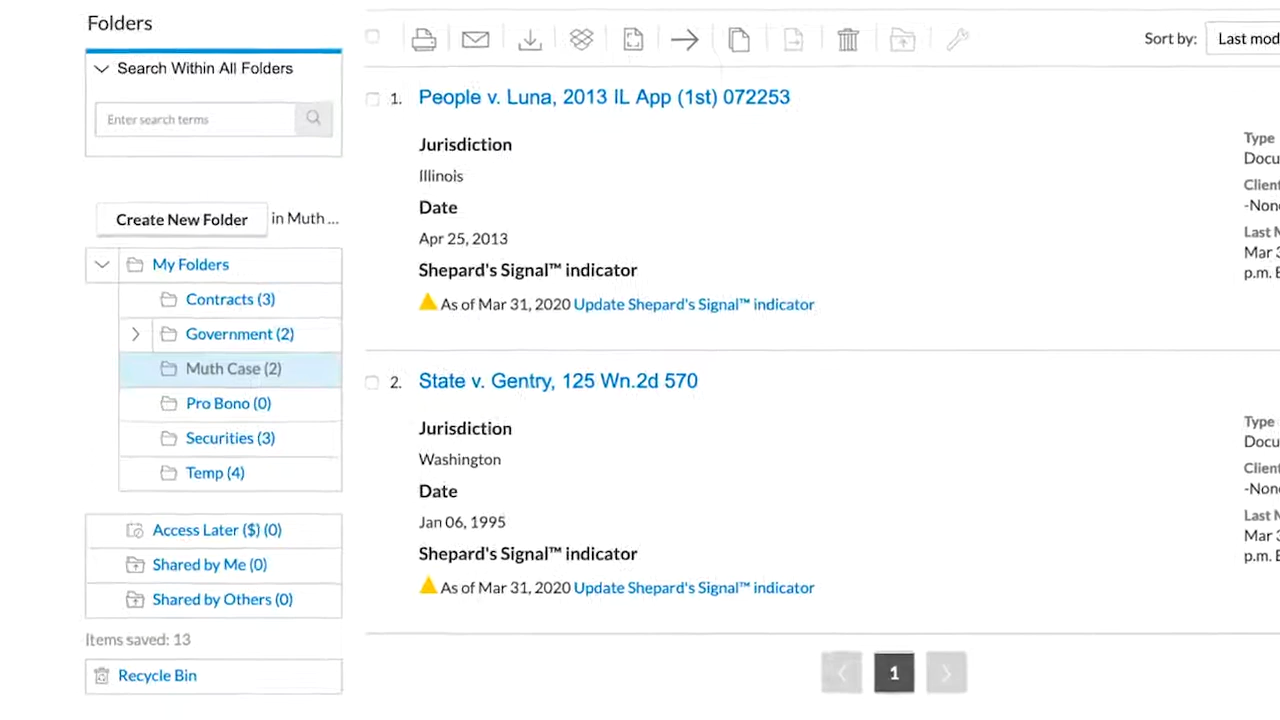 Folders
Search Within All Folders
Enter search terms
Create New Folder in Muth ...
My Folders
Contracts (3)
Government (2)
Muth Case (2)
Pro Bono (0)
Securities (3)
Temp (4)
Access Later ($) (0)
Shared by Me (0)
Shared by Others (0)
Items saved: 13
Recycle Bin
Sort by: Last mod
1. People v. Luna, 2013 IL App (1st) 072253
Jurisdiction
Illinois
Date
Apr 25, 2013
Shepard's Signal™ indicator
As of Mar 31, 2020 Update Shepard's Signal™ indicator
Type
Docu
Client
-None
Last M
Mar 3
p.m. E
2. State v. Gentry, 125 Wn.2d 570
Jurisdiction
Washington
Date
Jan 06, 1995
Shepard's Signal™ indicator
As of Mar 31, 2020 Update Shepard's Signal™ indicator
Type
Docu
Client
-None
Last M
Mar 3
p.m. E
1